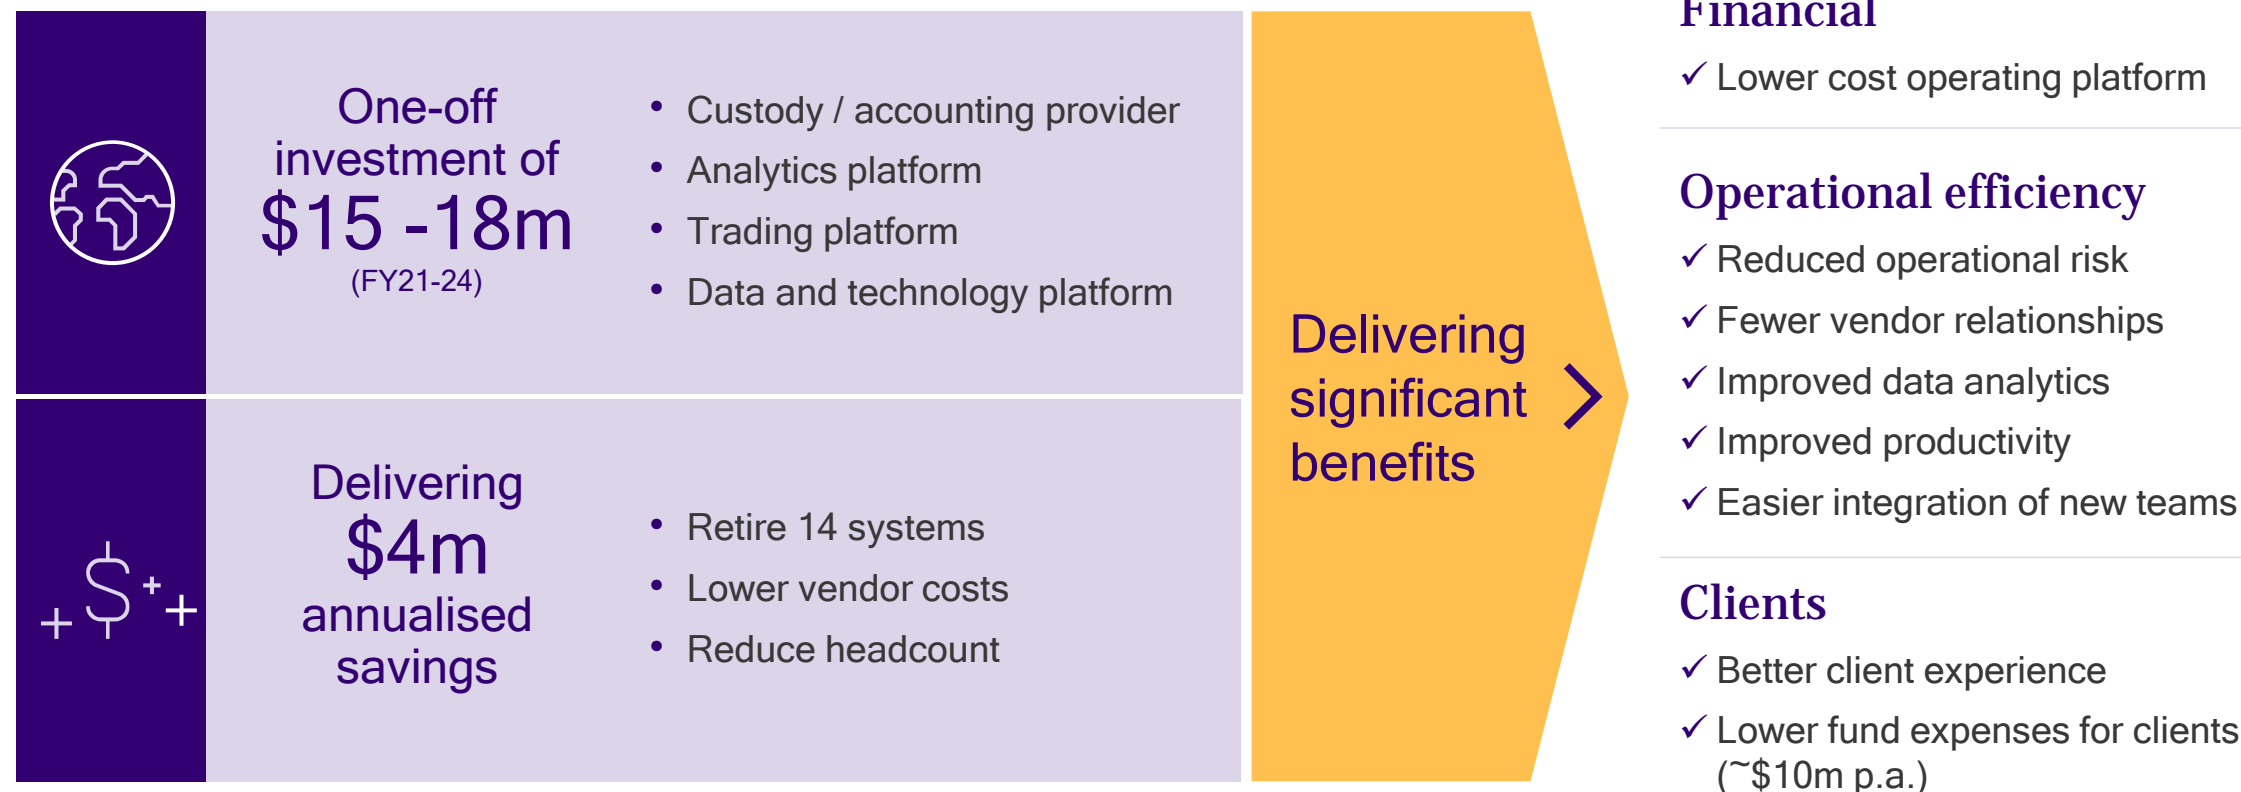 One-off
investment of
$15 -18m
(FY21-24)
• Custody / accounting provider
• Analytics platform
• Trading platform
• Data and technology platform
Delivering
$4m
annualised
savings
• Retire 14 systems
• Lower vendor costs
• Reduce headcount
Delivering
significant
benefits
Financial
✓ Lower cost operating platform
Operational efficiency
✓ Reduced operational risk
✓ Fewer vendor relationships
✓ Improved data analytics
✓ Improved productivity
✓ Easier integration of new teams
Clients
✓ Better client experience
✓ Lower fund expenses for clients
(~$10m p.a.)